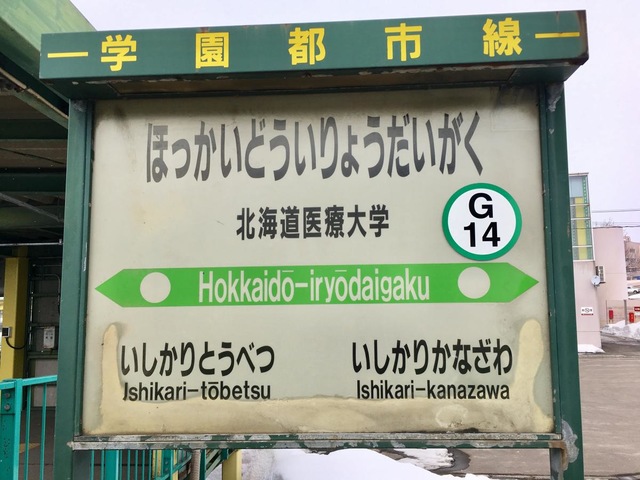 学園都市線
ほっかいどういりょうだいがく
北海道医療大学
G
14
Hokkaidō-iryōdaigaku
いしかりとうべつ
Ishikari-tōbetsu
いしかりかなざわ
Ishikari-kanazawa